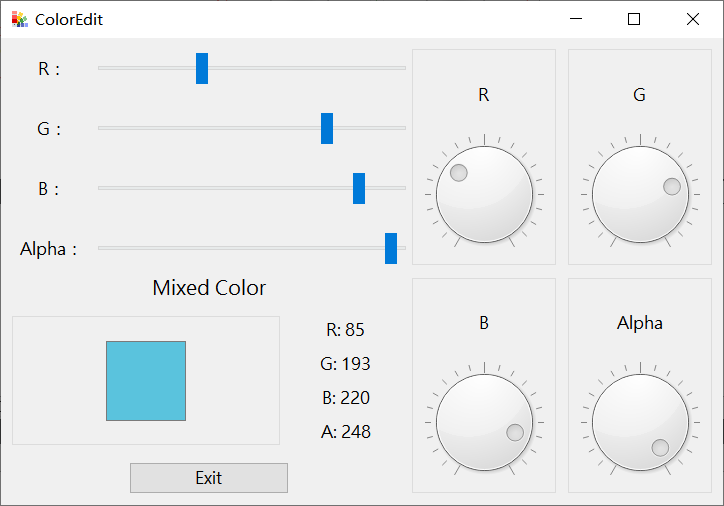 ColorEdit
R :
G :
B :
Alpha :
Mixed Color
R: 85
G: 193
B: 220
A: 248
Exit
R
G
B
Alpha